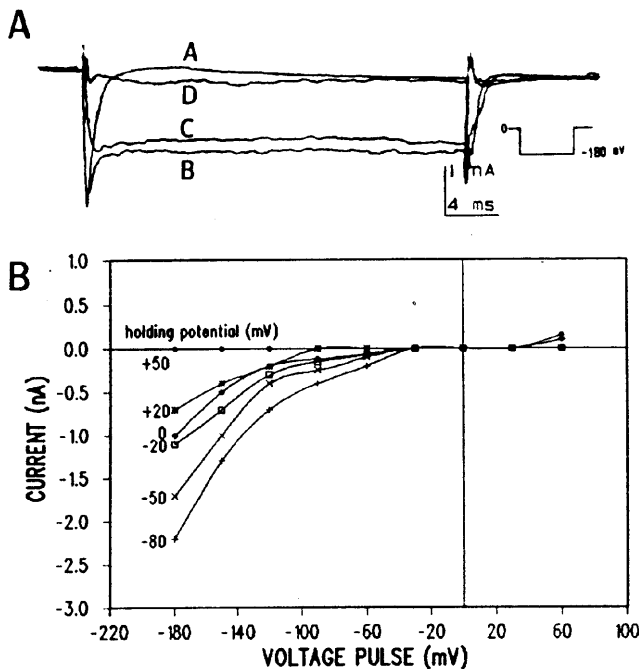 A
A
D
C
B
0
-180 mV
1 nA
4 ms
B
1.0
0.5
0.0
-0.5
-1.0
-1.5
-2.0
-2.5
-3.0
CURRENT (nA)
holding potential (mV)
+50
+20
0
-20
-50
-80
-220
-180
-140
-100
-60
-20
20
60
100
VOLTAGE PULSE (mV)